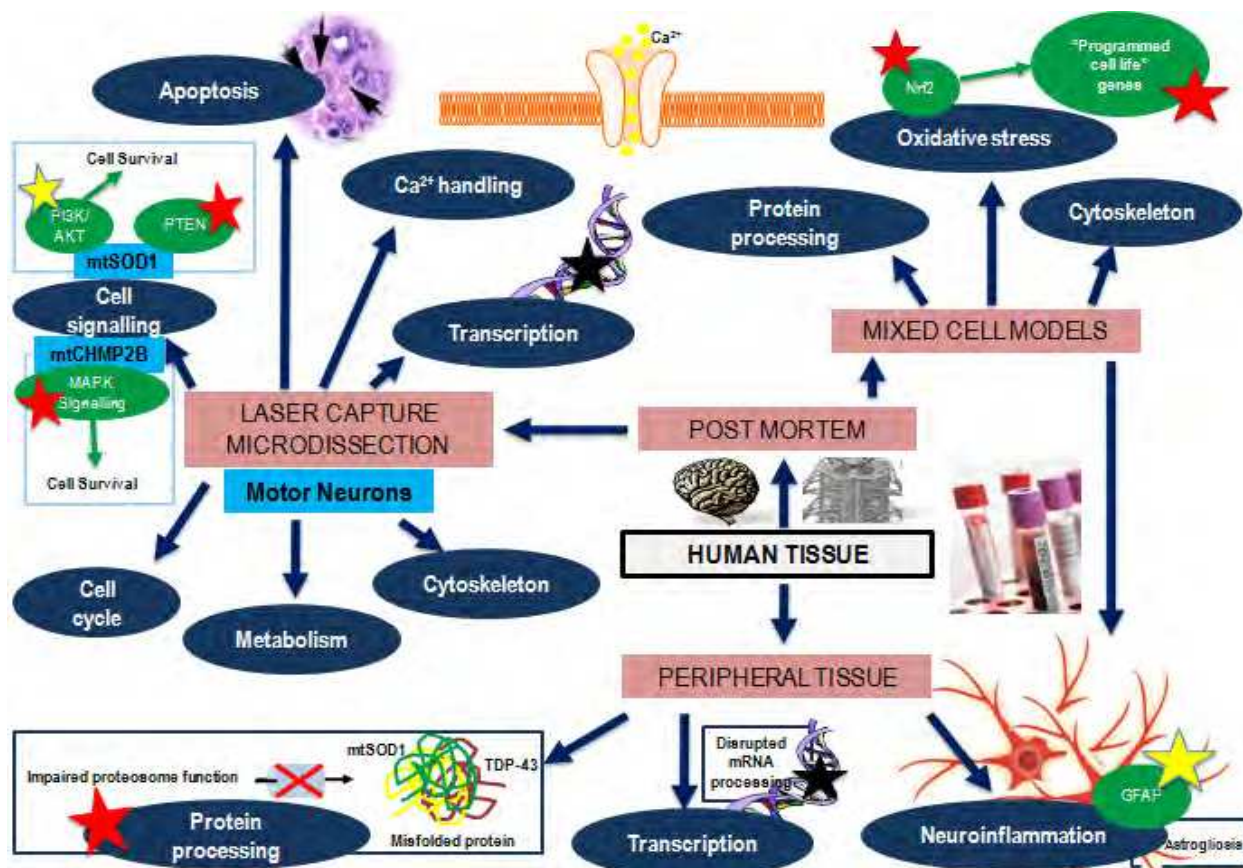 Ca²⁺
Apoptosis
"Programmed
cell life"
genes
Nrf2
Oxidative stress
Cell Survival
PI3K/
AKT
PTEN
mtSOD1
Ca²⁺ handling
Protein
processing
Cytoskeleton
Cell
signalling
Transcription
MIXED CELL MODELS
mtCHMP2B
MAPK
Signalling
Cell Survival
LASER CAPTURE
MICRODISSECTION
Motor Neurons
POST MORTEM
HUMAN TISSUE
Cell
cycle
Metabolism
Cytoskeleton
PERIPHERAL TISSUE
mtSOD1
TDP-43
Impaired proteosome function
Misfolded protein
Protein
processing
Disrupted
mRNA
processing
Transcription
GFAP
Neuroinflammation
Astrogliosis